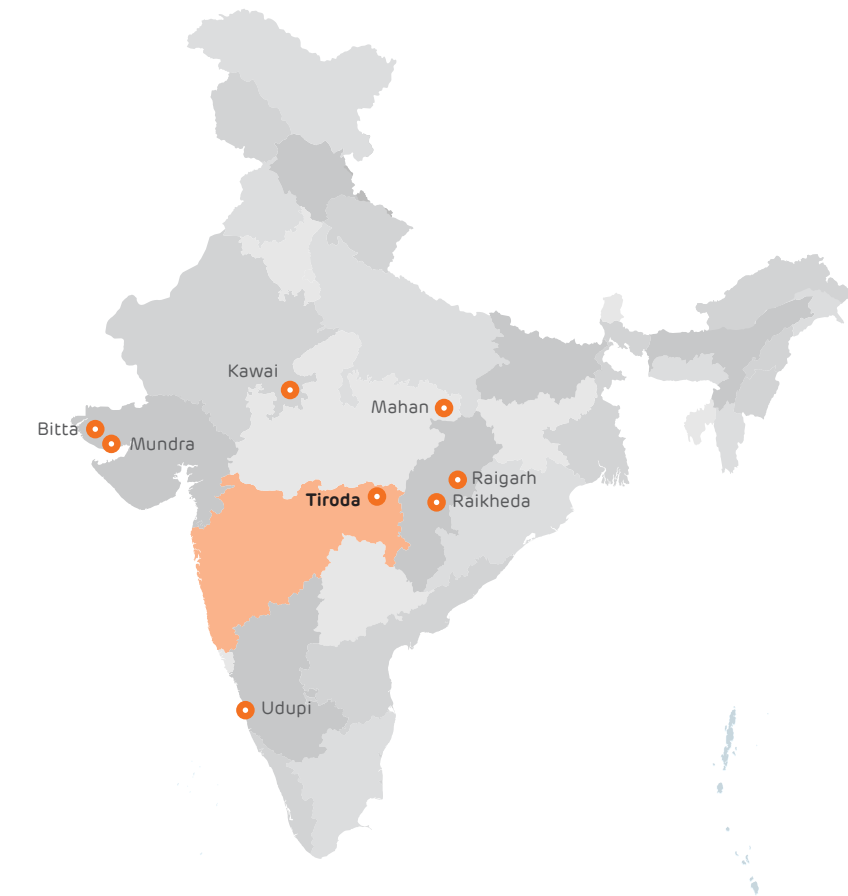 Kawai
Mahan
Bitta
Mundra
Raigarh
Tiroda
Raikheda
Udupi